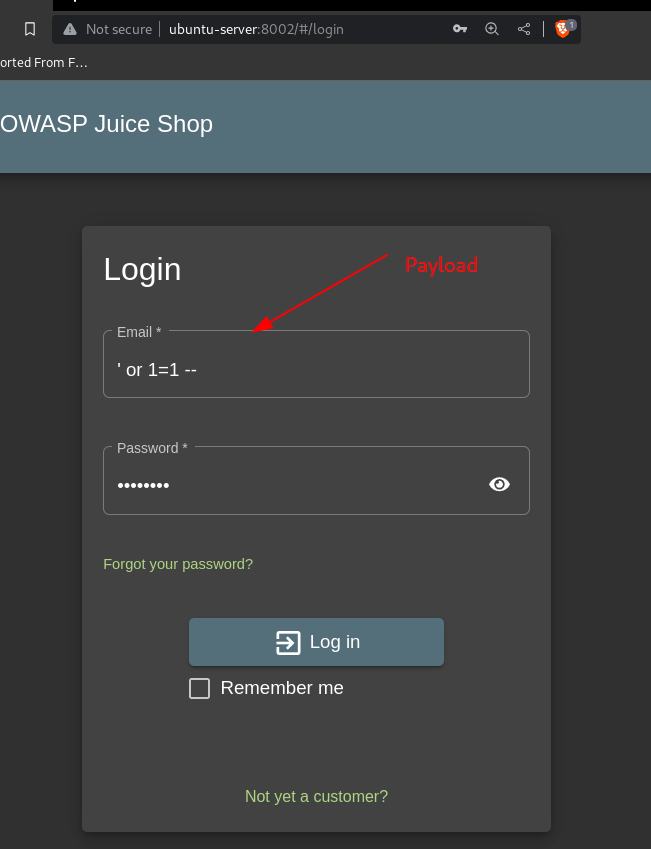 Not secure ubuntu-server:8002/#/login 1
orted From F...
OWASP Juice Shop
Login
Payload
Email *
' or 1=1 --
Password *
••••••••
Forgot your password?
Log in
Remember me
Not yet a customer?